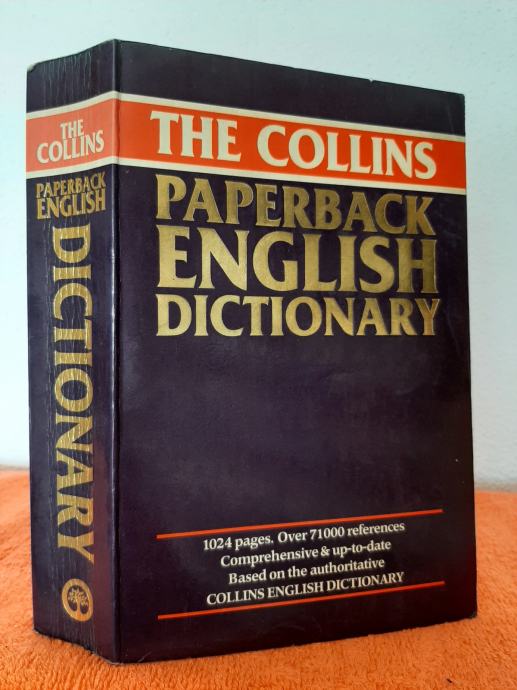 THE
COLLINS
PAPERBACK
ENGLISH
DICTIONARY
THE COLLINS
PAPERBACK
ENGLISH
DICTIONARY
1024 pages. Over 71000 references
Comprehensive & up-to-date
Based on the authoritative
COLLINS ENGLISH DICTIONARY